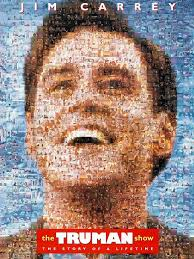 JIM CARREY
the TRUMAN show
THE STORY OF A LIFETIME